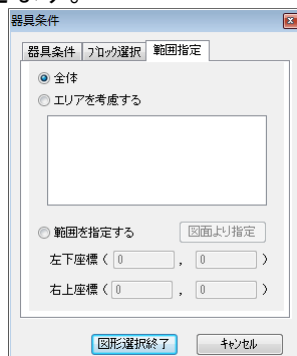 器具条件
器具条件 ブロック選択 範囲指定
全体
エリアを考慮する
範囲を指定する 図面より指定
左下座標 ( 0 , 0 )
右上座標 ( 0 , 0 )
図形選択終了 キャンセル